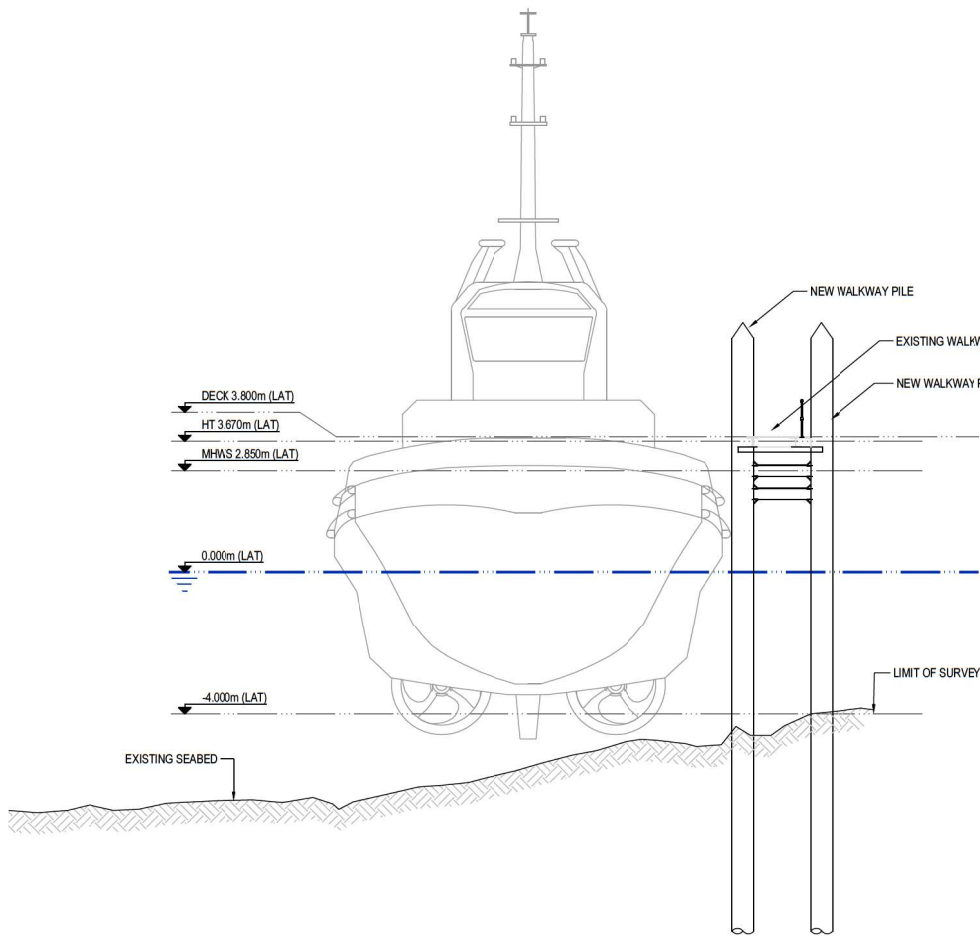 NEW WALKWAY PILE
EXISTING WALKW
DECK 3.800m (LAT)
NEW WALKWAY P
HT 3.670m (LAT)
MHWS 2.850m (LAT)
0.000m (LAT)
LIMIT OF SURVEY
-4.000m (LAT)
EXISTING SEABED